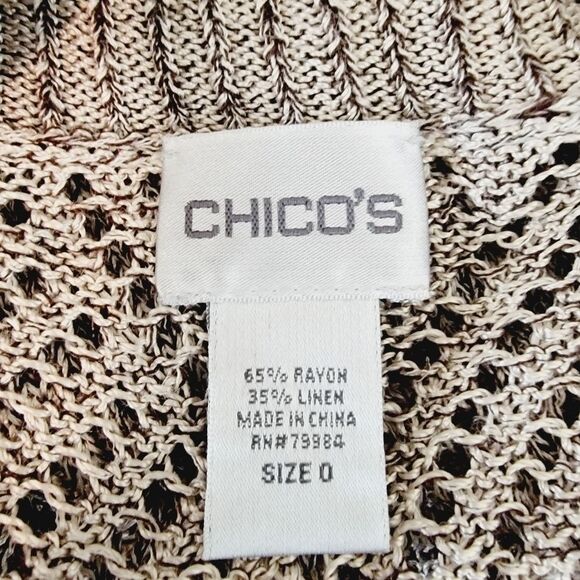 CHICO'S
65% RAYON
35% LINEN
MADE IN CHINA
RN#79984
SIZE 0